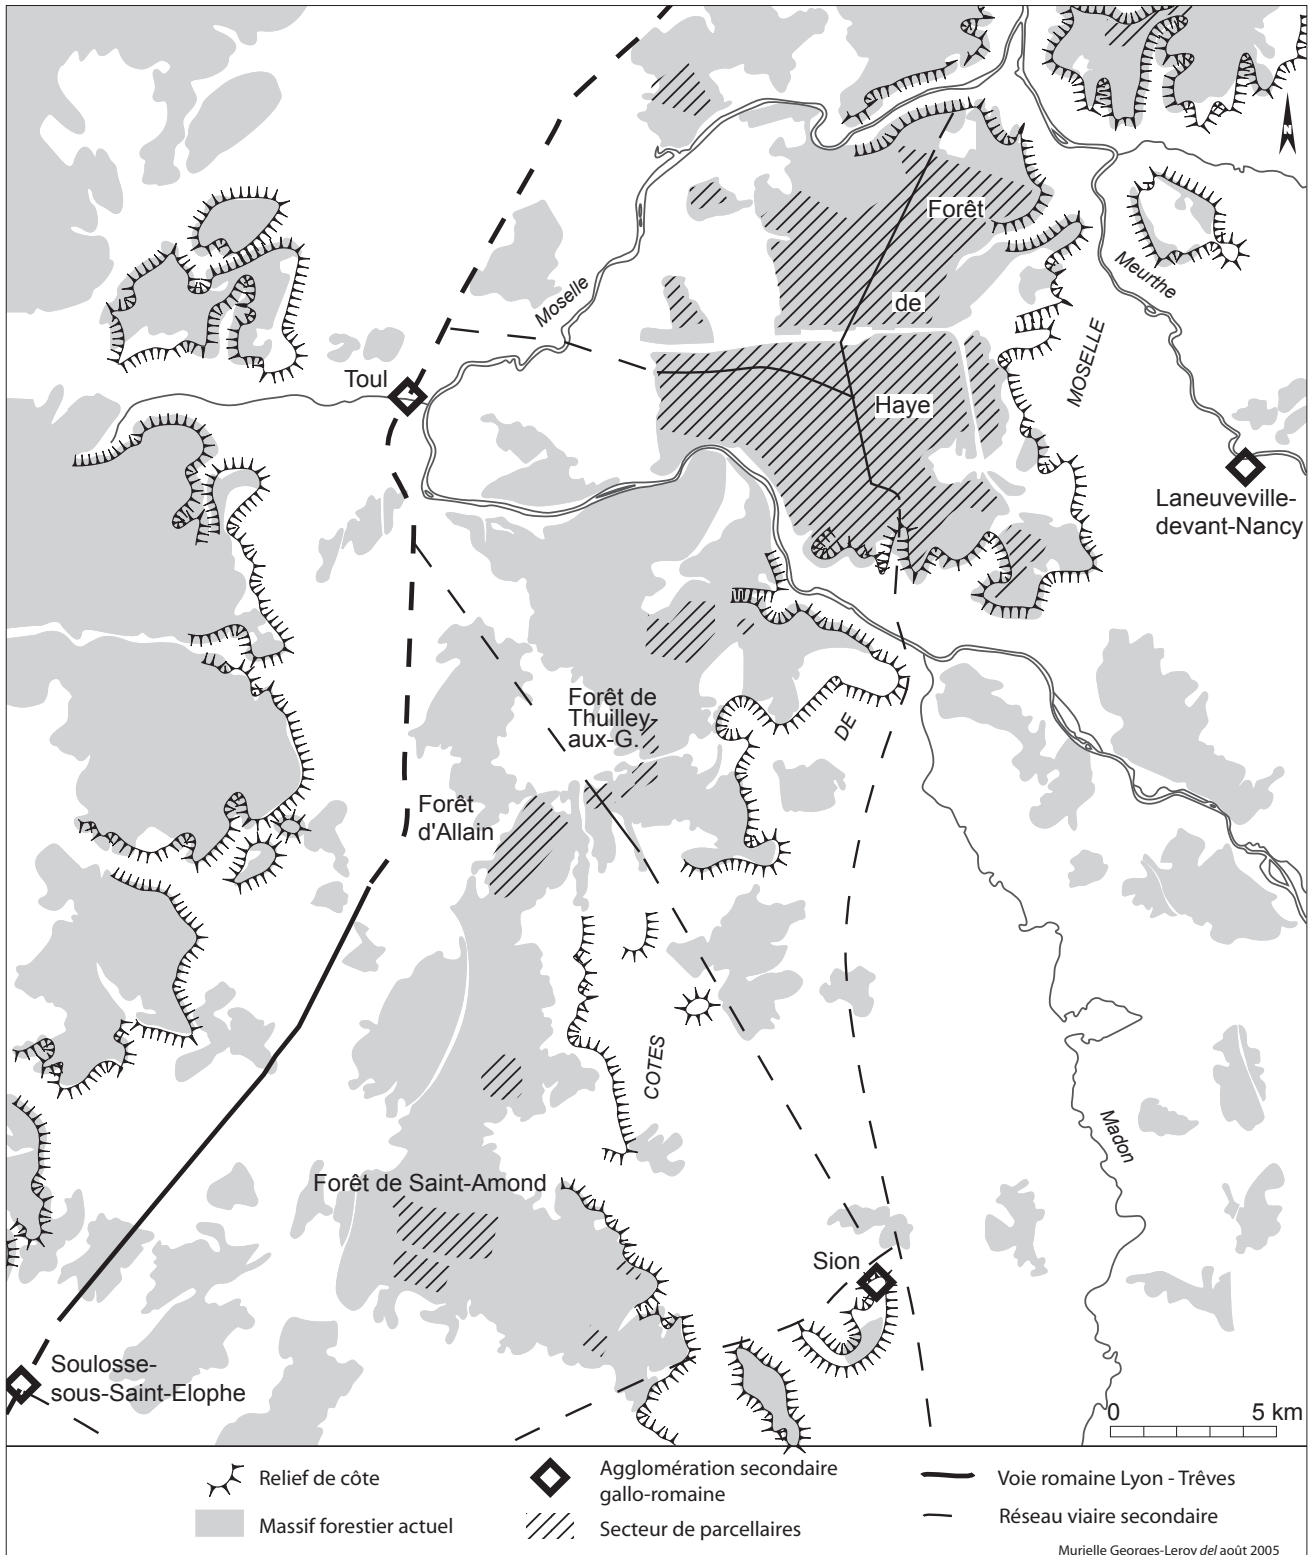 N
Forêt
Meurthe
Moselle
de
MOSELLE
Toul
Haye
Laneuveville-
devant-Nancy
Forêt de
Thuilley-
aux-G.
DE
Forêt
d'Allain
COTES
Madon
Forêt de Saint-Amond
Sion
Soulosse-
sous-Saint-Elophe
0 5 km
Relief de côte
Massif forestier actuel
Agglomération secondaire
gallo-romaine
Secteur de parcellaires
Voie romaine Lyon - Trêves
Réseau viaire secondaire
Murielle Georges-Leroy del août 2005